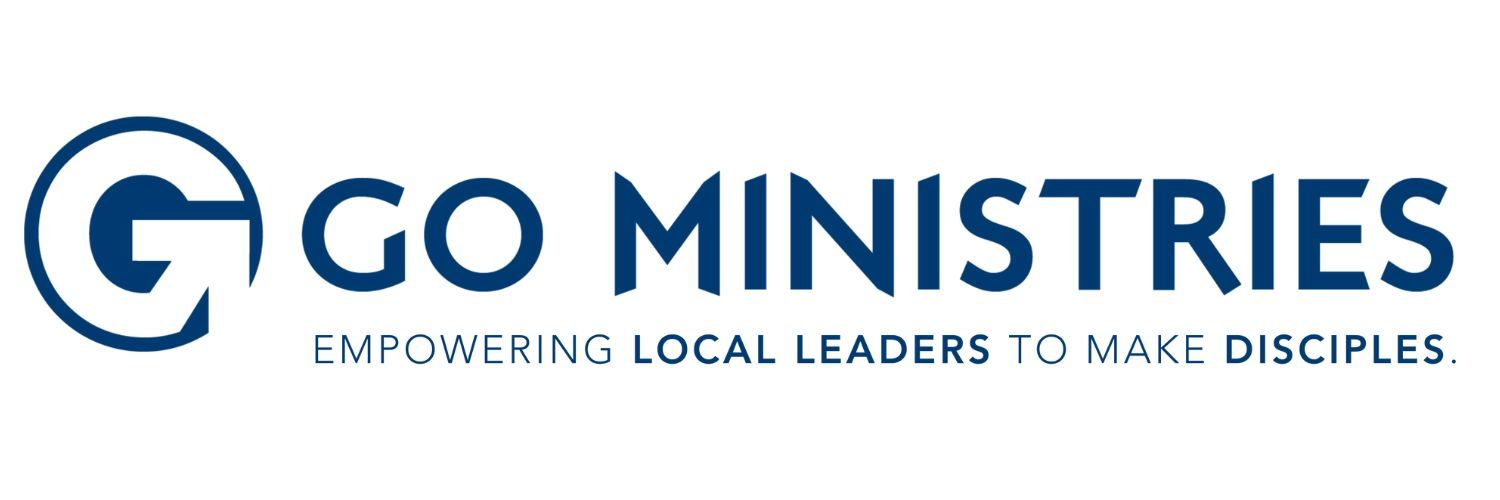 GO MINISTRIES
EMPOWERING LOCAL LEADERS TO MAKE DISCIPLES.